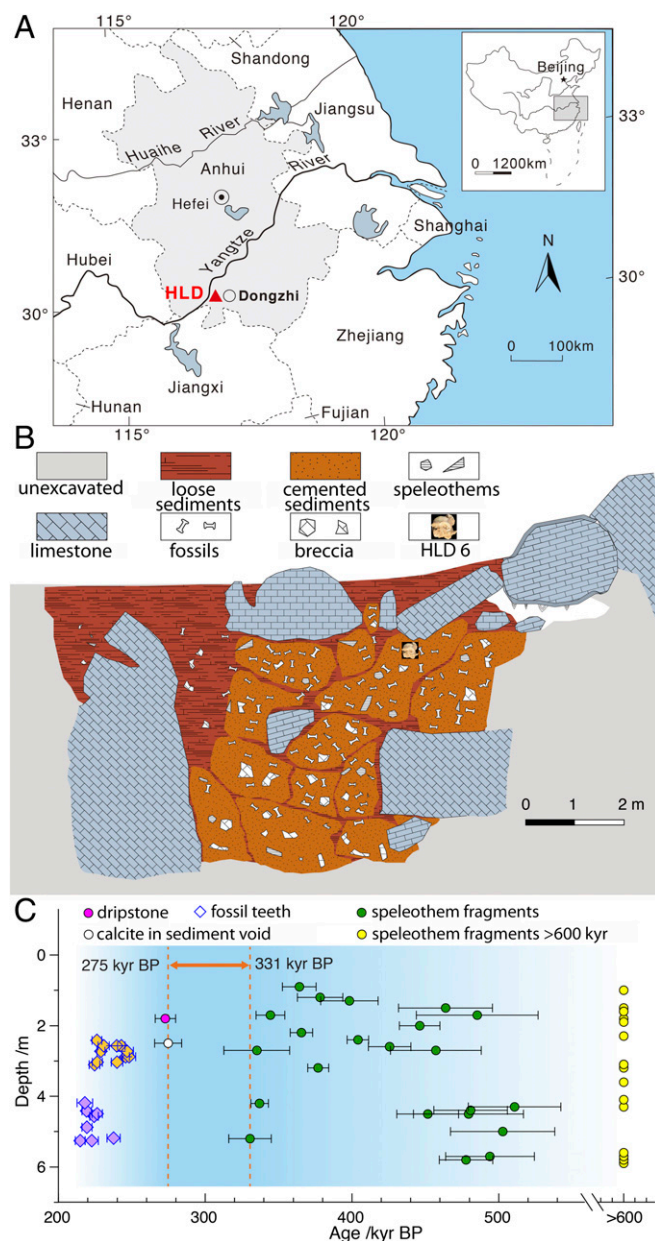 A
115°
120°
Shandong
Beijing
Henan
Jiangsu
33°
33°
Huaihe River
0 1200km
Anhui
River
Hefei
Shanghai
Yangtze
Hubei
N
HLD
Dongzhi
30°
30°
Zhejiang
0 100km
Jiangxi
Hunan
Fujian
115°
120°
B
unexcavated
loose sediments
cemented sediments
speleothems
limestone
fossils
breccia
HLD 6
0 1 2 m
C
dripstone
fossil teeth
speleothem fragments
calcite in sediment void
speleothem fragments >600 kyr
0
275 kyr BP
331 kyr BP
2
Depth /m
4
6
200 300 400 500 >600
Age /kyr BP